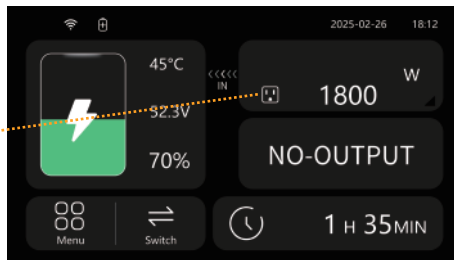 2025-02-26 18:12
45°C
52.3V
70%
<<<<<
IN
1800 W
NO-OUTPUT
Menu
Switch
1 H 35MIN